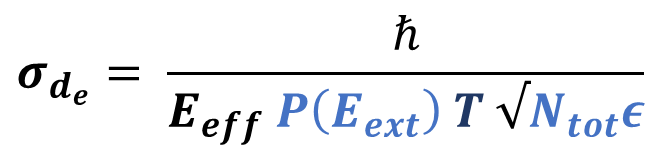 σ_{d_e} = ħ / (E_{eff} P(E_{ext}) T √N_{tot}ϵ)